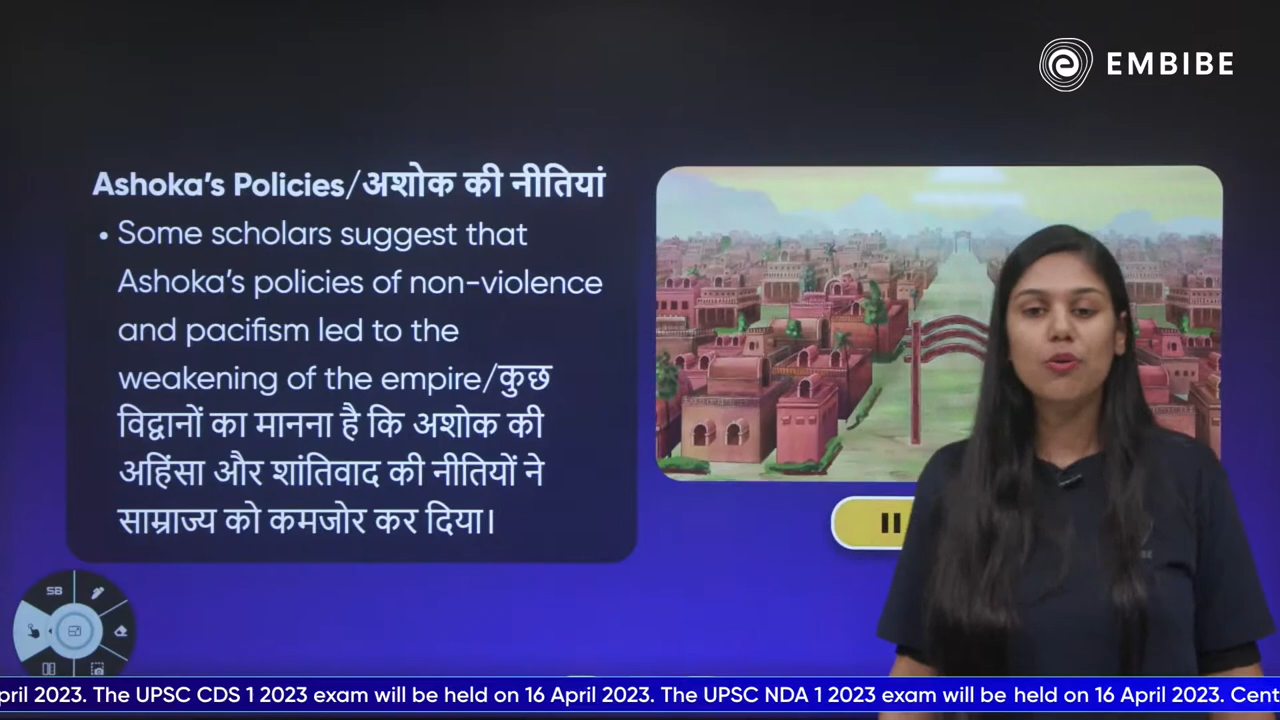 EMBIBE
Ashoka’s Policies/अशोक की नीतियां
• Some scholars suggest that
Ashoka’s policies of non-violence
and pacifism led to the
weakening of the empire/कुछ
विद्वानों का मानना है कि अशोक की
अहिंसा और शांतिवाद की नीतियों ने
साम्राज्य को कमजोर कर दिया।
SB
pril 2023. The UPSC CDS 1 2023 exam will be held on 16 April 2023. The UPSC NDA 1 2023 exam will be held on 16 April 2023. Cent